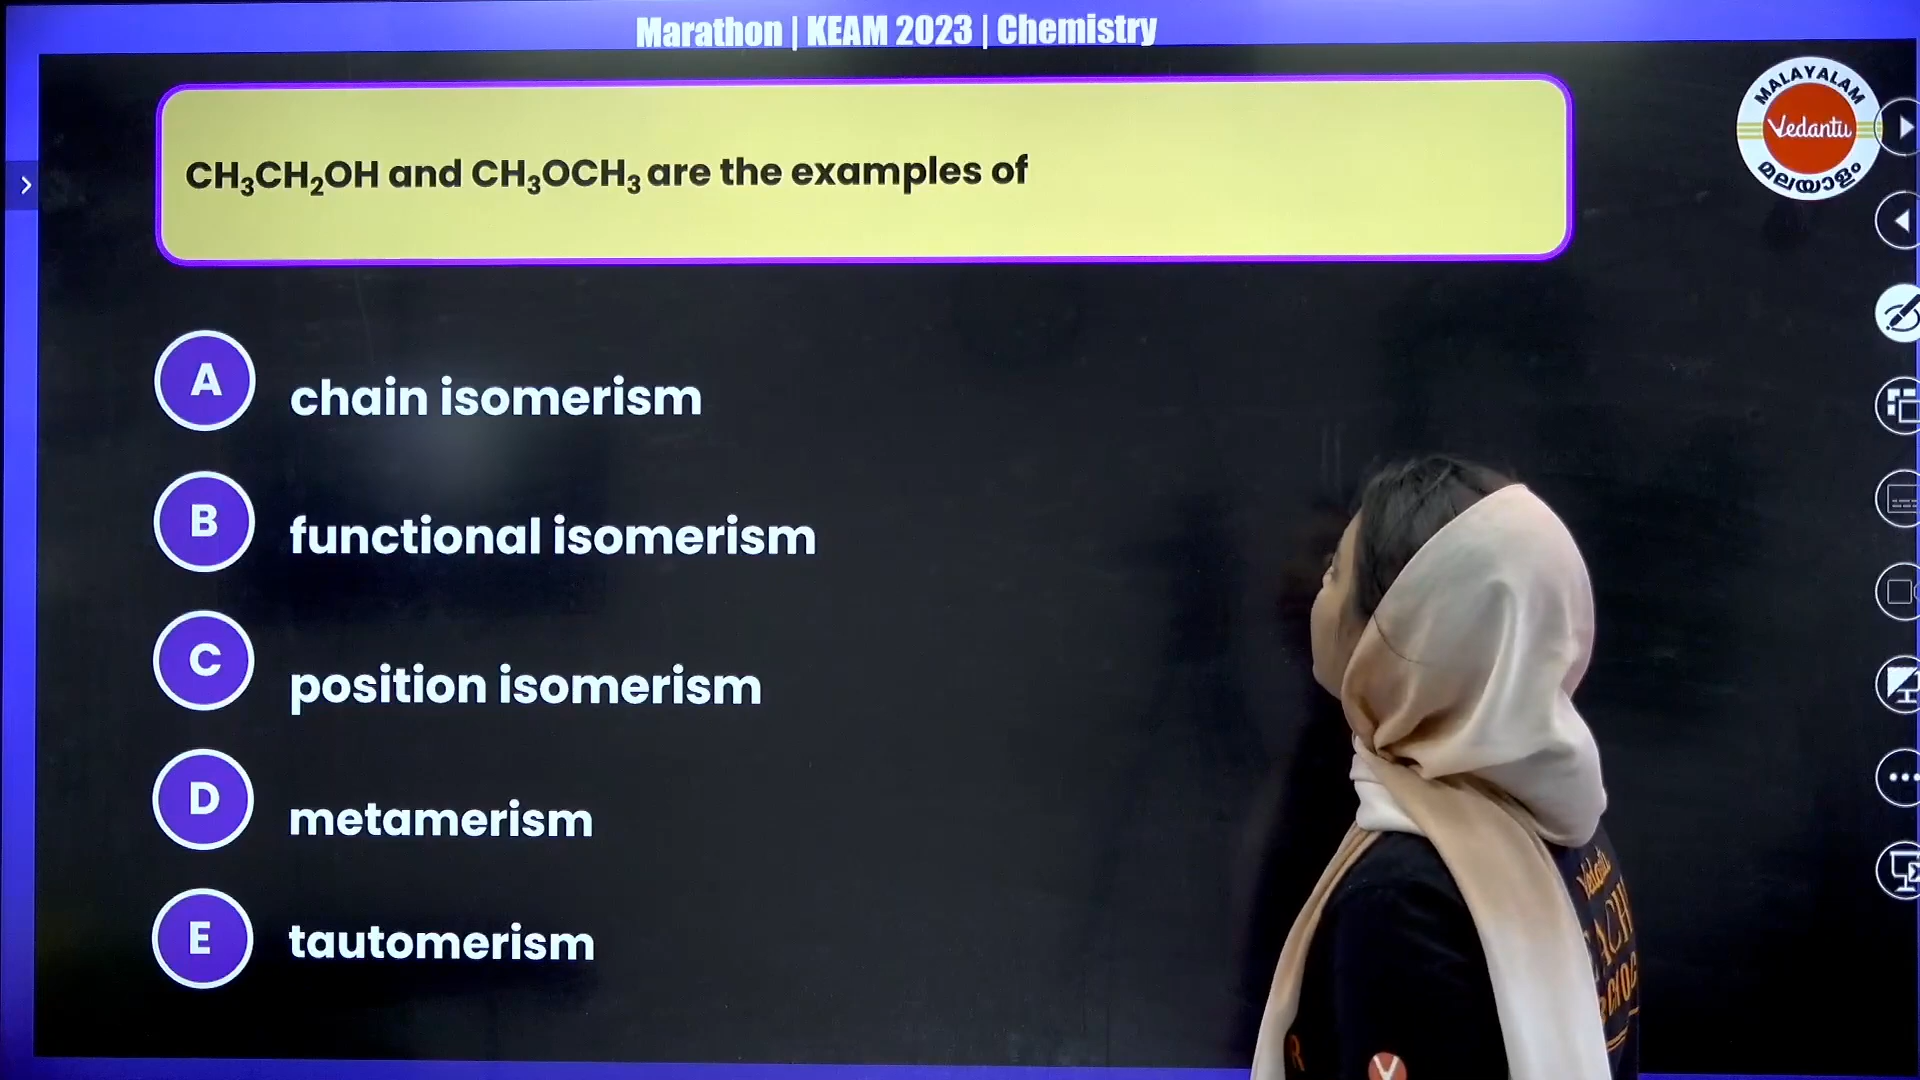 Marathon | KEAM 2023 | Chemistry
MALAYALAM
Vedantu
മലയാളം
CH₃CH₂OH and CH₃OCH₃ are the examples of
A chain isomerism
B functional isomerism
C position isomerism
D metamerism
E tautomerism
Vedantu
V
R